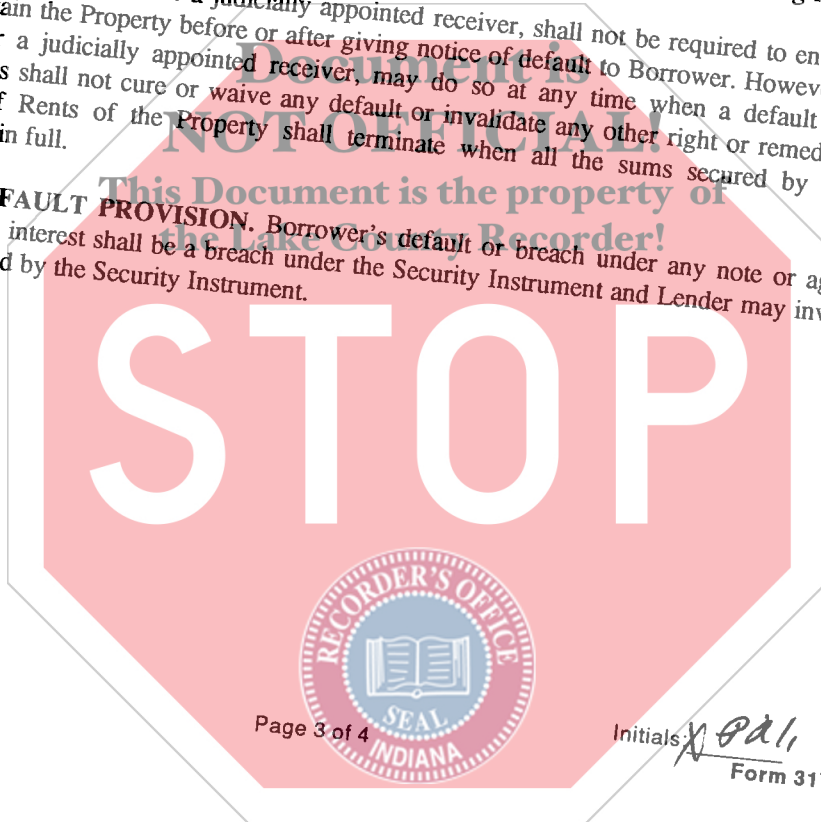 judicially appointed receiver, shall not be required to en
ain the Property before or after giving notice of default to Borrower. Howev
r a judicially appointed receiver, may do so at any time when a default
s shall not cure or waive any default or invalidate any other right or remed
f Rents of the Property shall terminate when all the sums secured by
in full.
Document is
NOT OFFICIAL!
This Document is the property of
the Lake County Recorder!
FAULT PROVISION. Borrower's default or breach under any note or ag
interest shall be a breach under the Security Instrument and Lender may inv
d by the Security Instrument.
STOP
RECORDER'S OFFICE
SEAL
INDIANA
Page 3 of 4
Initials:
Form 31